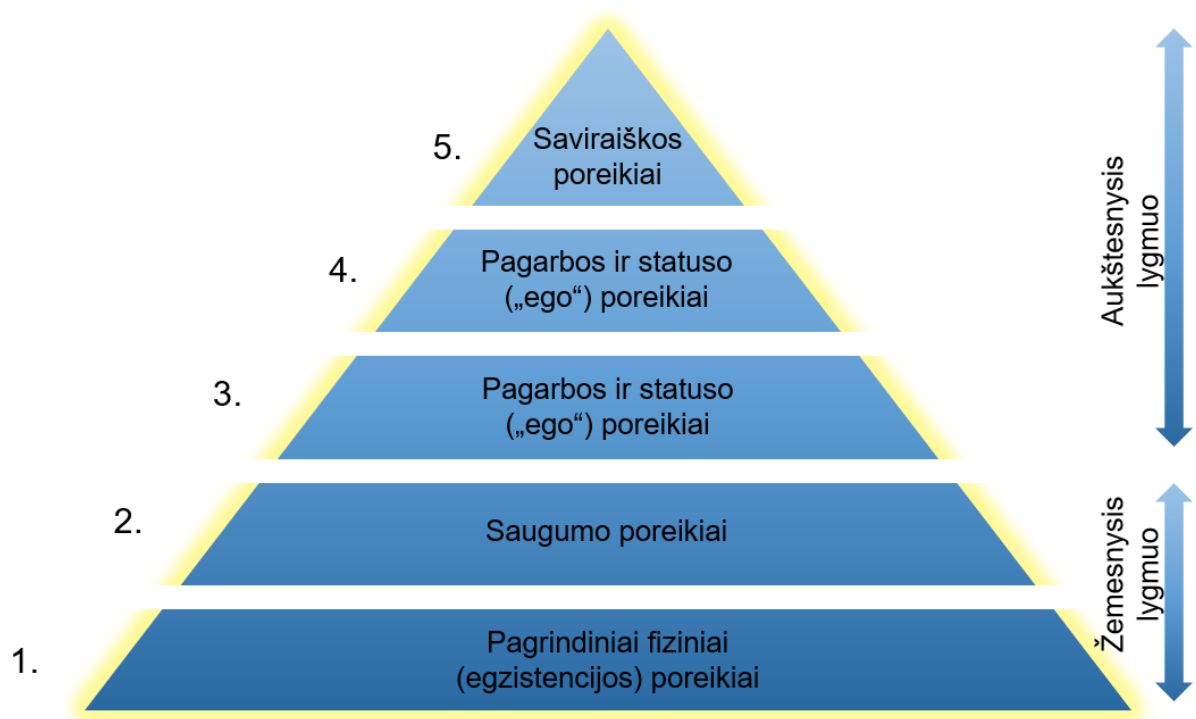 5.
Saviraiškos
poreikiai
4.
Pagarbos ir statuso
(„ego“) poreikiai
3.
Pagarbos ir statuso
(„ego“) poreikiai
2.
Saugumo poreikiai
1.
Pagrindiniai fiziniai
(egzistencijos) poreikiai
Aukštesnysis
lygmuo
Žemesnysis
lygmuo